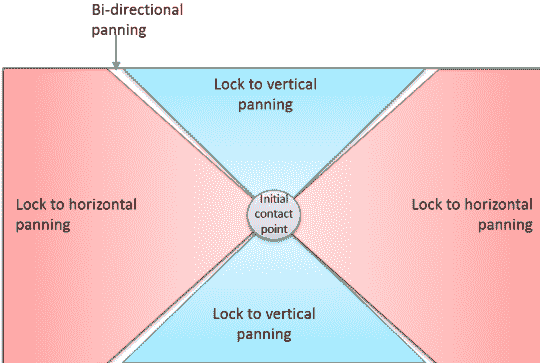 Bi-directional
panning
Lock to vertical
panning
Lock to horizontal
panning
Initial
contact
point
Lock to horizontal
panning
Lock to vertical
panning